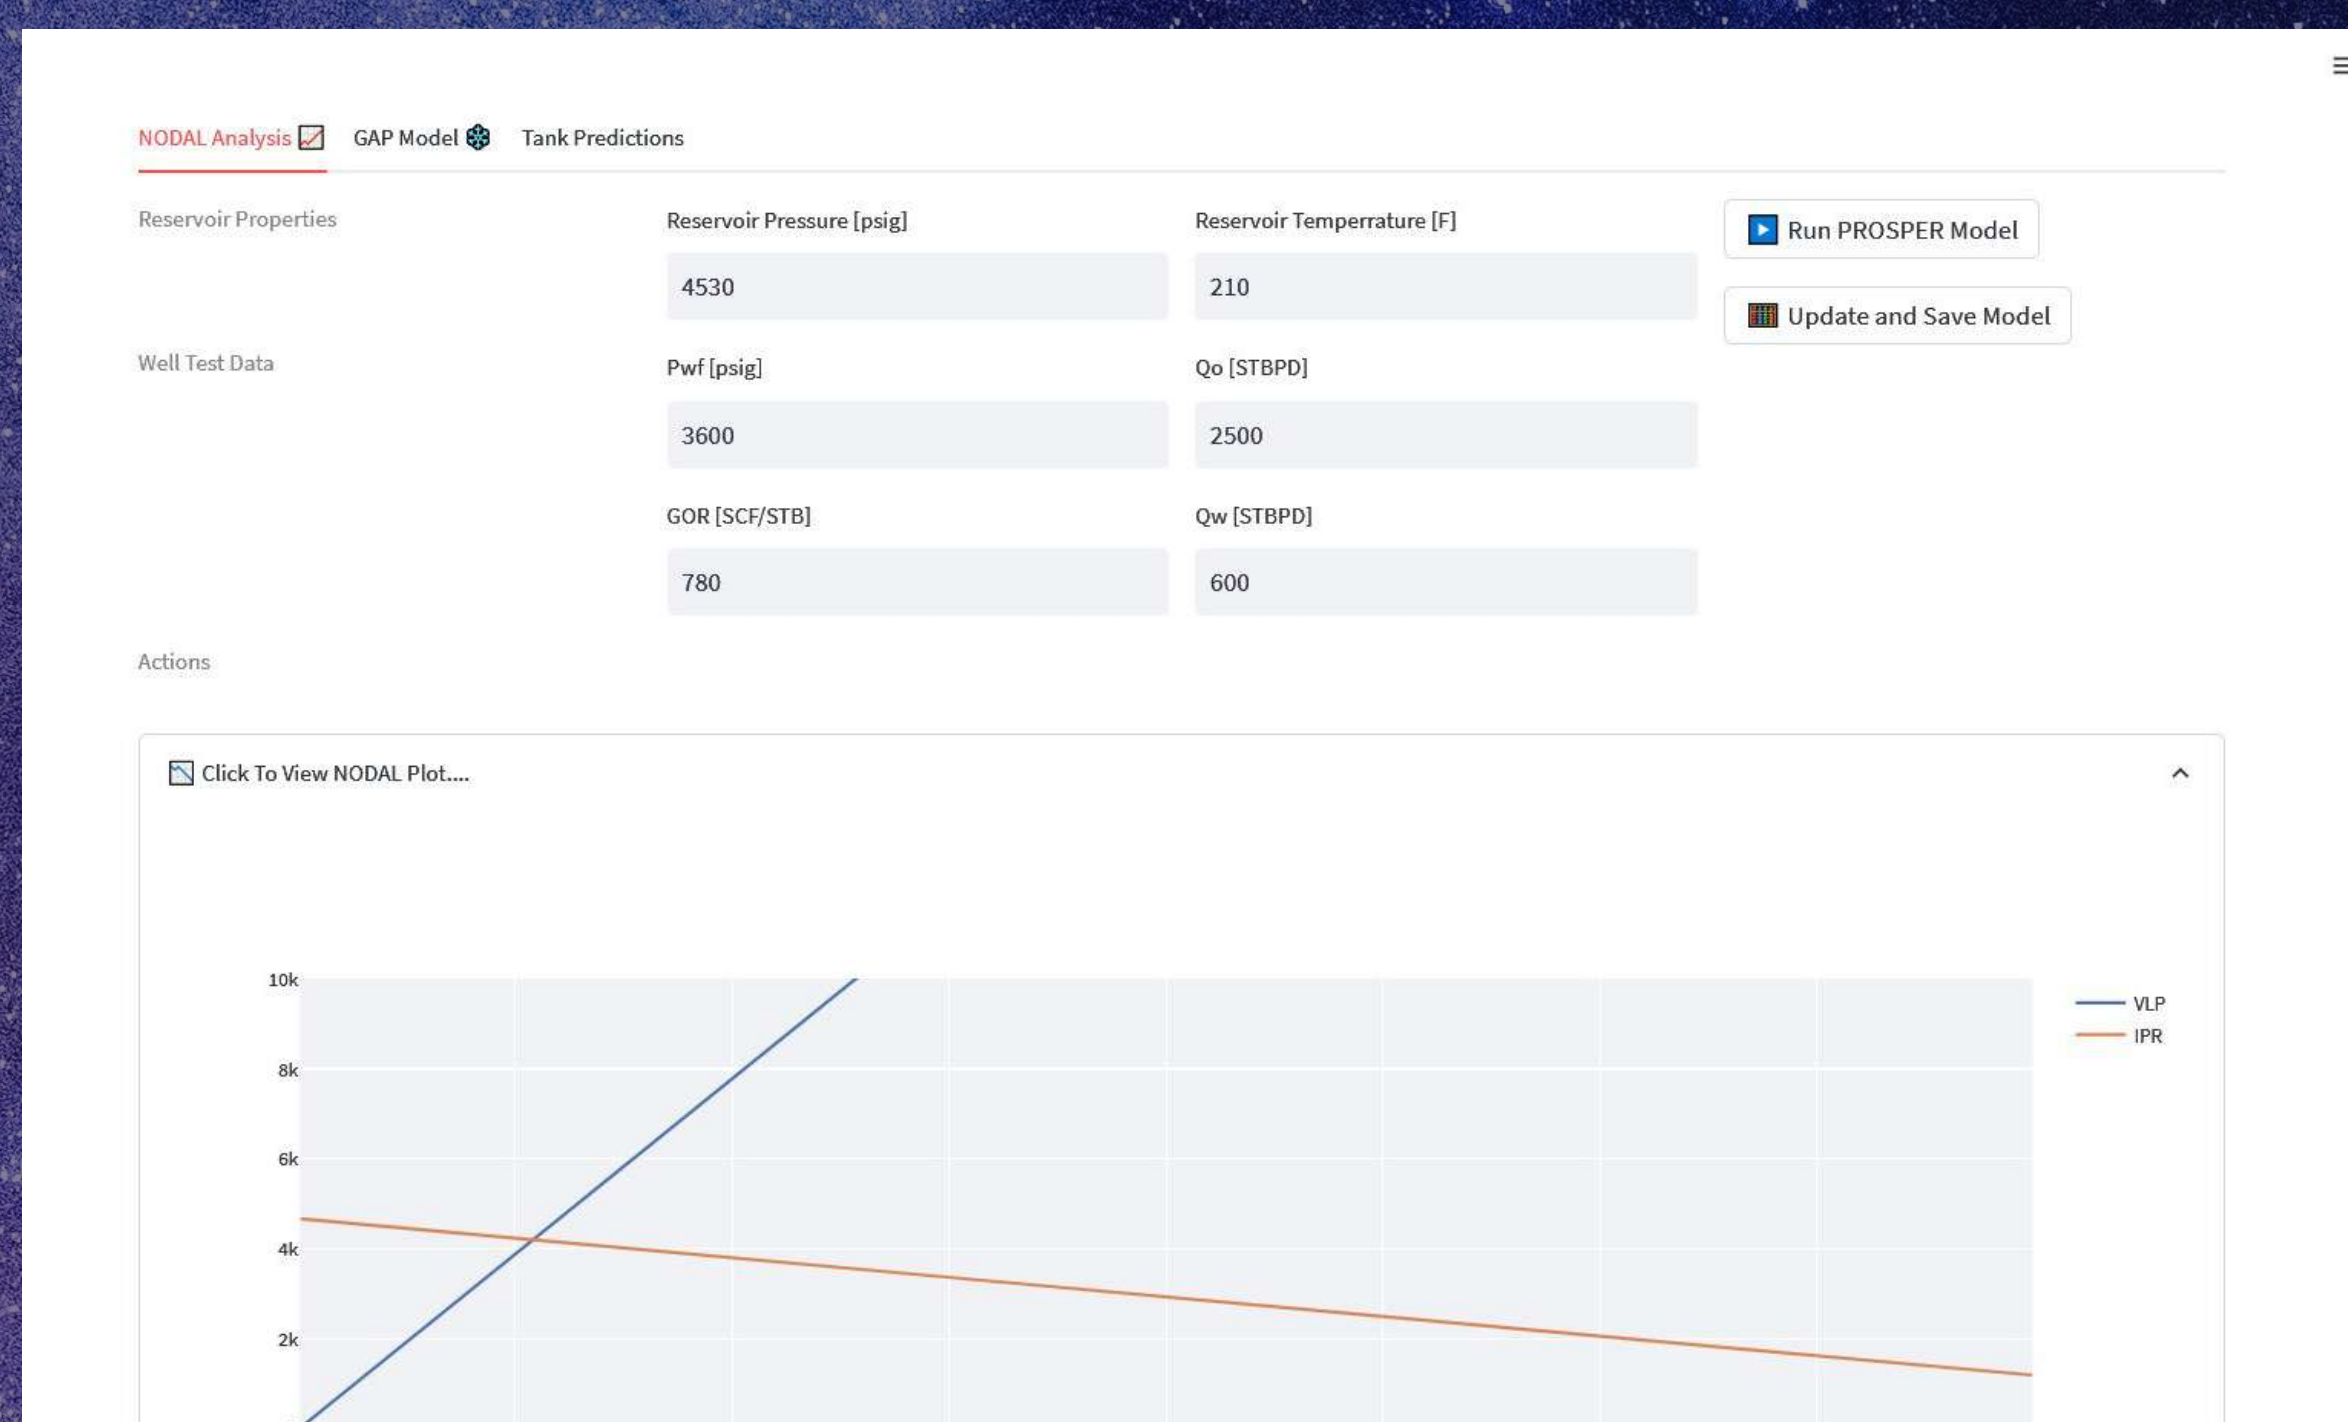 NODAL Analysis GAP Model Tank Predictions
Reservoir Properties
Reservoir Pressure [psig]
Reservoir Temperrature [F]
Run PROSPER Model
4530
210
Update and Save Model
Well Test Data
Pwf [psig]
Qo [STBPD]
3600
2500
GOR [SCF/STB]
Qw [STBPD]
780
600
Actions
Click To View NODAL Plot....
10k
8k
6k
4k
2k
VLP
IPR